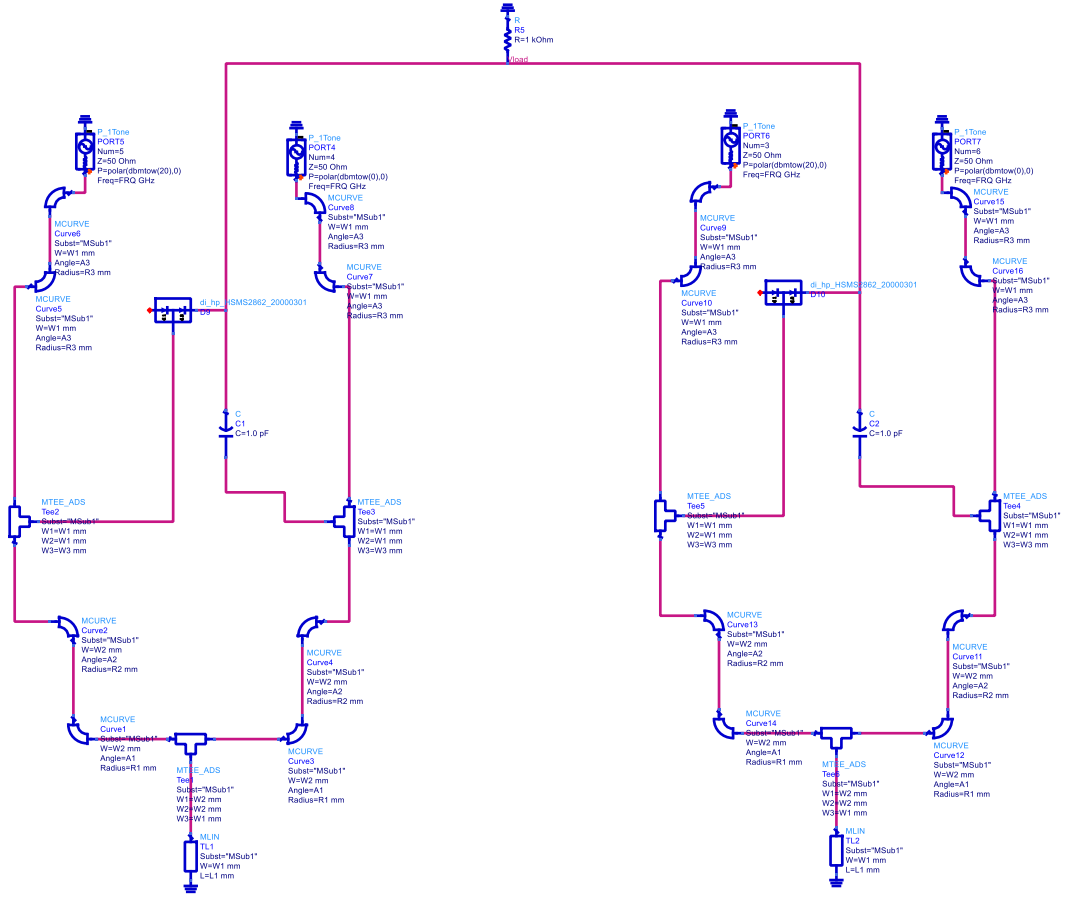 R
R5
R=1 kOhm
Vload
P_1Tone
PORT5
Num=5
Z=50 Ohm
P=polar(dbmtow(20),0)
Freq=FRQ GHz
P_1Tone
PORT4
Num=4
Z=50 Ohm
P=polar(dbmtow(0),0)
Freq=FRQ GHz
P_1Tone
PORT6
Num=3
Z=50 Ohm
P=polar(dbmtow(20),0)
Freq=FRQ GHz
P_1Tone
PORT7
Num=6
Z=50 Ohm
P=polar(dbmtow(0),0)
Freq=FRQ GHz
MCURVE
Curve6
Subst="MSub1"
W=W1 mm
Angle=A3
Radius=R3 mm
MCURVE
Curve8
Subst="MSub1"
W=W1 mm
Angle=A3
Radius=R3 mm
MCURVE
Curve9
Subst="MSub1"
W=W1 mm
Angle=A3
Radius=R3 mm
MCURVE
Curve15
Subst="MSub1"
W=W1 mm
Angle=A3
Radius=R3 mm
MCURVE
Curve5
Subst="MSub1"
W=W1 mm
Angle=A3
Radius=R3 mm
di_hp_HSMS2862_20000301
D9
MCURVE
Curve7
Subst="MSub1"
W=W1 mm
Angle=A3
Radius=R3 mm
MCURVE
Curve10
Subst="MSub1"
W=W1 mm
Angle=A3
Radius=R3 mm
di_hp_HSMS2862_20000301
D10
MCURVE
Curve16
Subst="MSub1"
W=W1 mm
Angle=A3
Radius=R3 mm
C
C1
C=1.0 pF
C
C2
C=1.0 pF
MTEE_ADS
Tee2
Subst="MSub1"
W1=W1 mm
W2=W1 mm
W3=W3 mm
MTEE_ADS
Tee3
Subst="MSub1"
W1=W1 mm
W2=W1 mm
W3=W3 mm
MTEE_ADS
Tee5
Subst="MSub1"
W1=W1 mm
W2=W1 mm
W3=W3 mm
MTEE_ADS
Tee4
Subst="MSub1"
W1=W1 mm
W2=W1 mm
W3=W3 mm
MCURVE
Curve2
Subst="MSub1"
W=W2 mm
Angle=A2
Radius=R2 mm
MCURVE
Curve4
Subst="MSub1"
W=W2 mm
Angle=A2
Radius=R2 mm
MCURVE
Curve13
Subst="MSub1"
W=W2 mm
Angle=A2
Radius=R2 mm
MCURVE
Curve11
Subst="MSub1"
W=W2 mm
Angle=A2
Radius=R2 mm
MCURVE
Curve1
Subst="MSub1"
W=W2 mm
Angle=A1
Radius=R1 mm
MCURVE
Curve3
Subst="MSub1"
W=W2 mm
Angle=A1
Radius=R1 mm
MCURVE
Curve14
Subst="MSub1"
W=W2 mm
Angle=A1
Radius=R1 mm
MCURVE
Curve12
Subst="MSub1"
W=W2 mm
Angle=A1
Radius=R1 mm
MTEE_ADS
Subst="MSub1"
W1=W2 mm
W2=W2 mm
W3=W1 mm
MTEE_ADS
Subst="MSub1"
W1=W2 mm
W2=W2 mm
W3=W1 mm
MLIN
TL1
Subst="MSub1"
W=W1 mm
L=L1 mm
MLIN
TL2
Subst="MSub1"
W=W1 mm
L=L1 mm